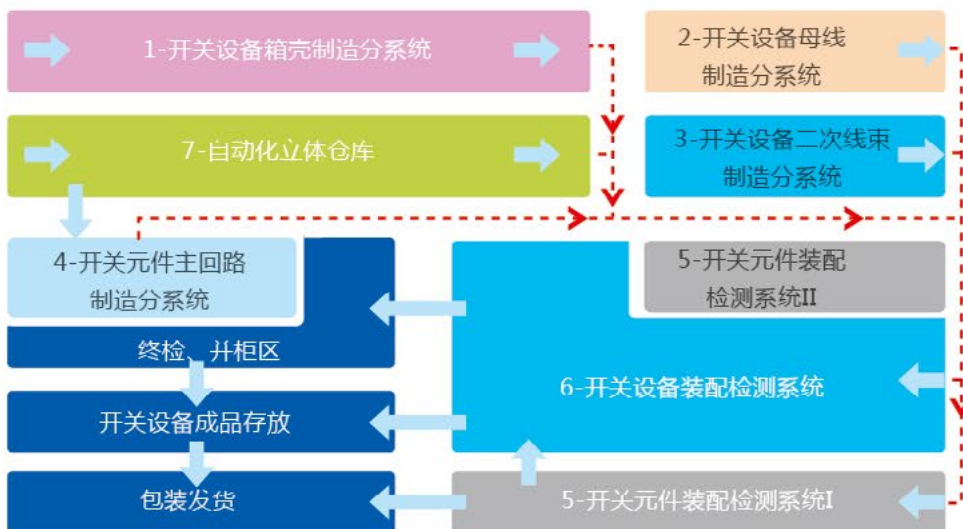 1-开关设备箱壳制造分系统
2-开关设备母线
制造分系统
7-自动化立体仓库
3-开关设备二次线束
制造分系统
4-开关元件主回路
制造分系统
5-开关元件装配
检测系统II
终检、并柜区
6-开关设备装配检测系统
开关设备成品存放
包装发货
5-开关元件装配检测系统I